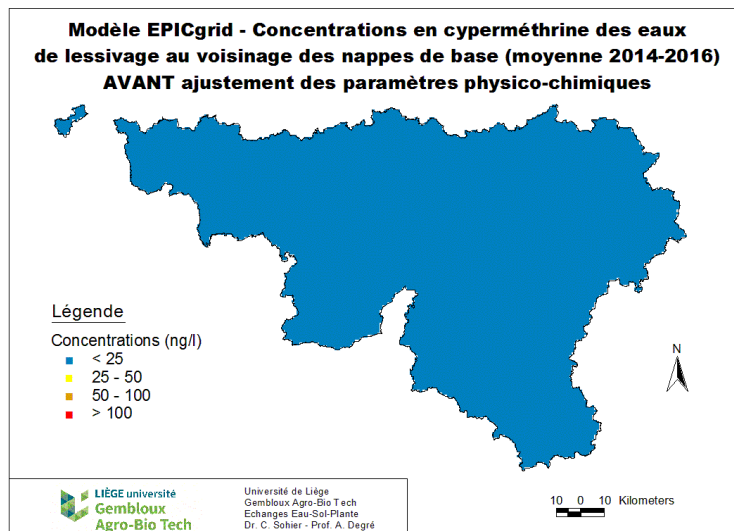 Modèle EPICgrid - Concentrations en cyperméthrine des eaux
de lessivage au voisinage des nappes de base (moyenne 2014-2016)
AVANT ajustement des paramètres physico-chimiques
Légende
Concentrations (ng/l)
< 25
25 - 50
50 - 100
> 100
N
LIÈGE université
Gembloux
Agro-Bio Tech
Université de Liège
Gembloux Agro-Bio Tech
Echanges Eau-Sol-Plante
Dr. C. Sohier - Prof. A. Degré
10 0 10 Kilometers